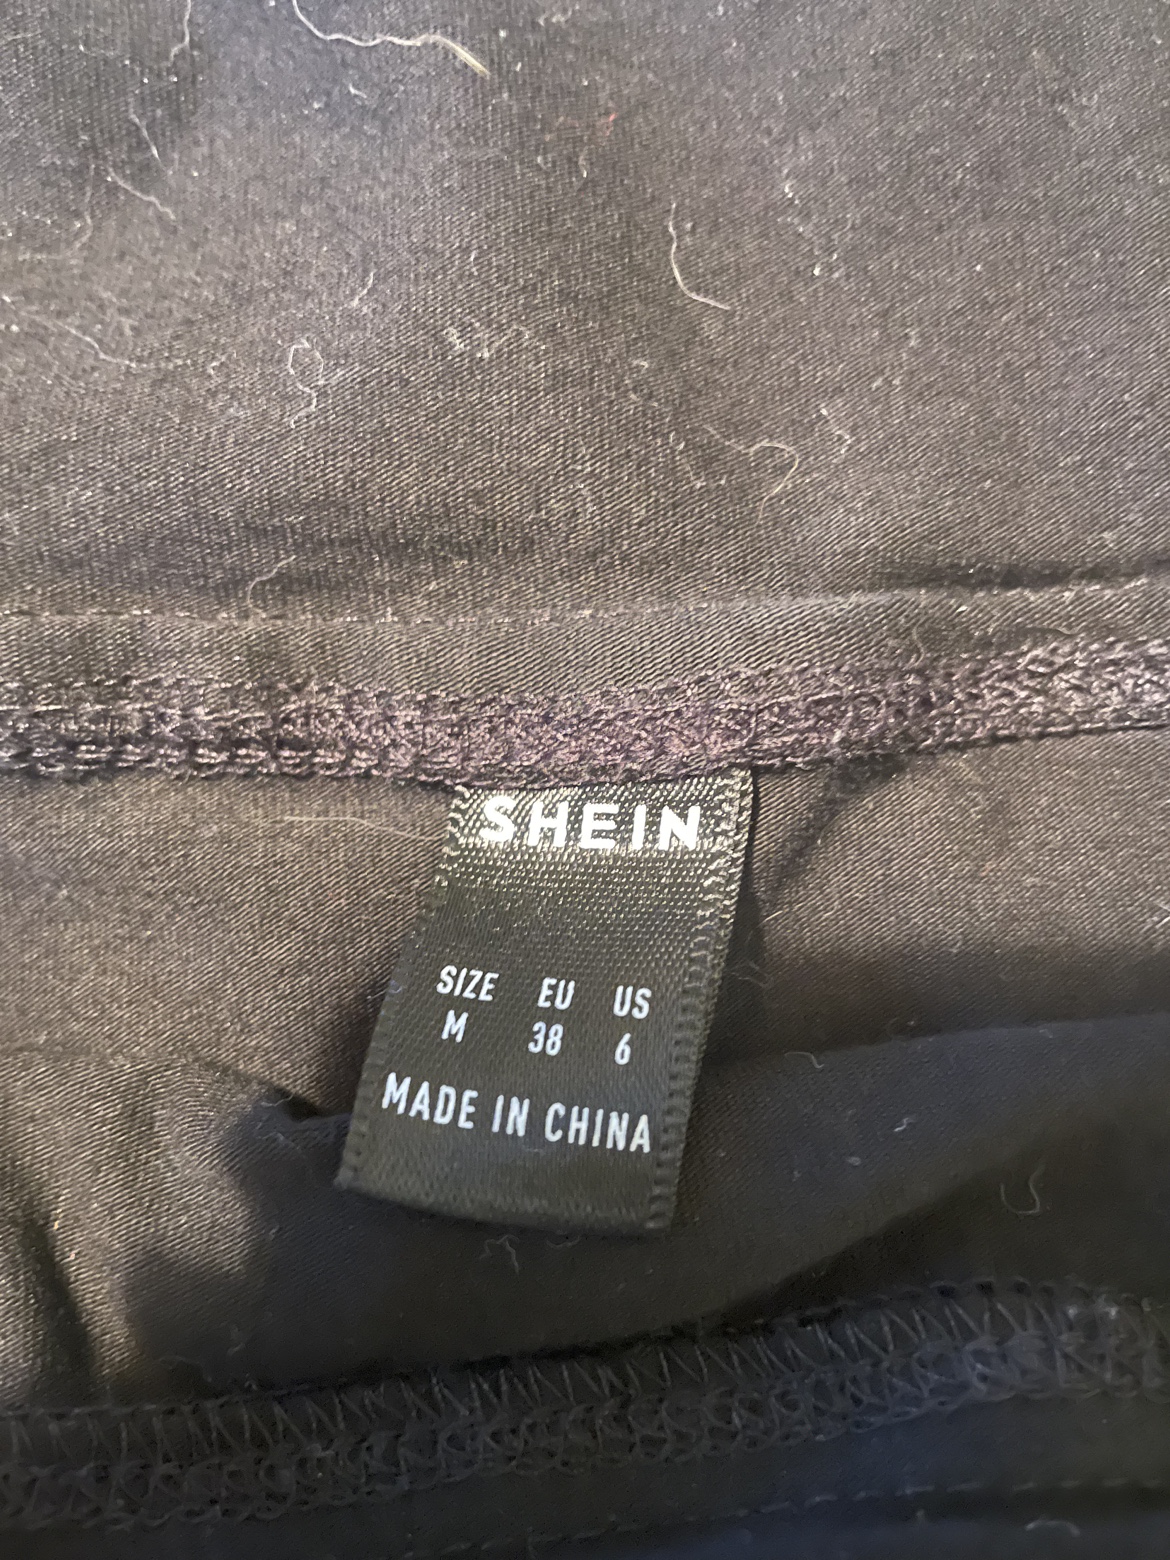 SHEIN
SIZE EU US
M 38 6
MADE IN CHINA